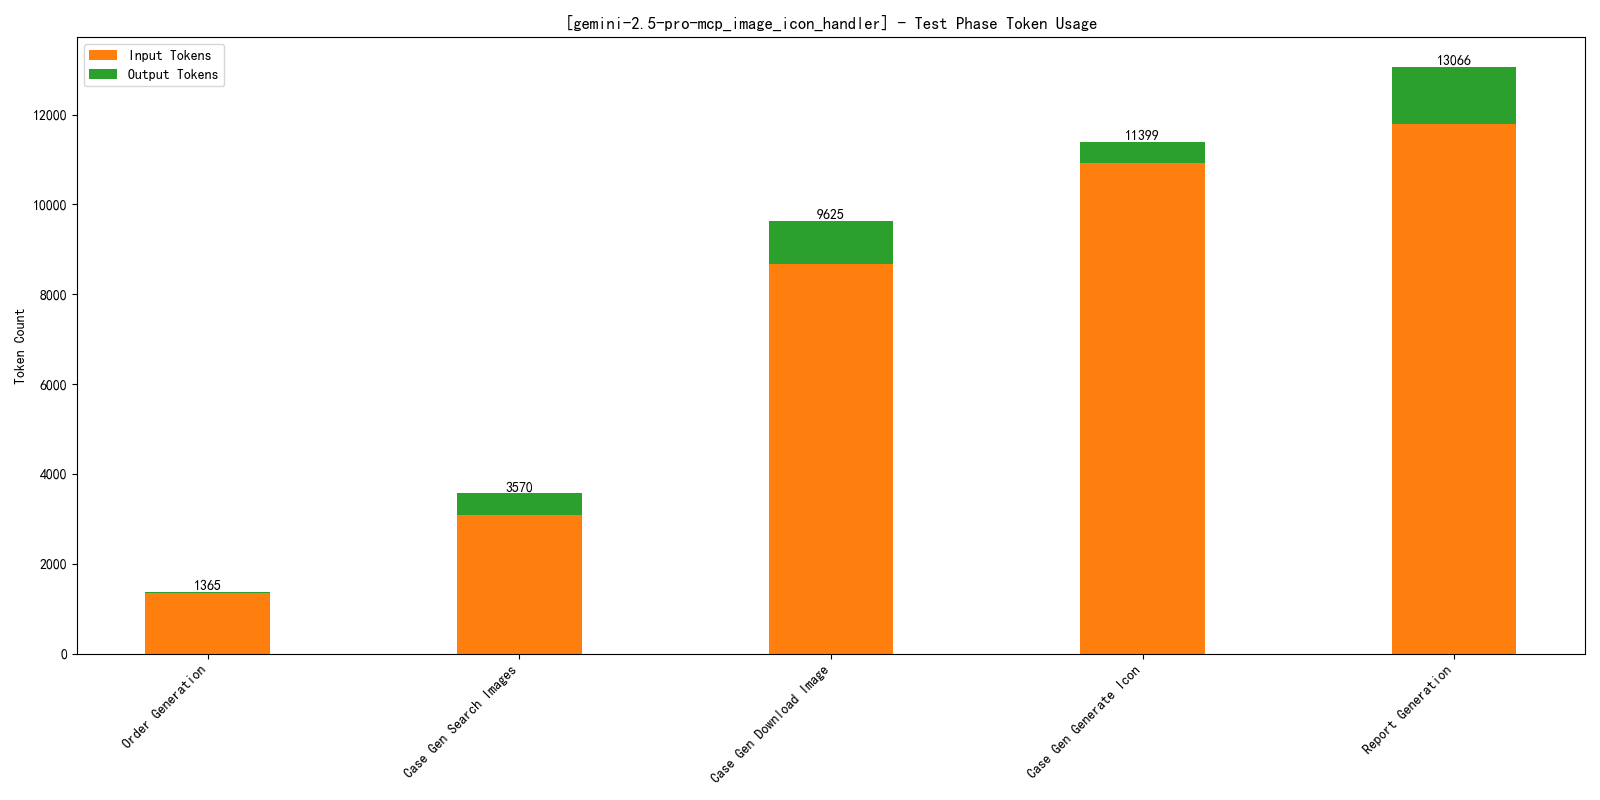 [gemini-2.5-pro-mcp_image_icon_handler] - Test Phase Token Usage
Input Tokens
Output Tokens
Token Count
12000
10000
8000
6000
4000
2000
0
1365
3570
9625
11399
13066
Order Generation
Case Gen Search Images
Case Gen Download Image
Case Gen Generate Icon
Report Generation